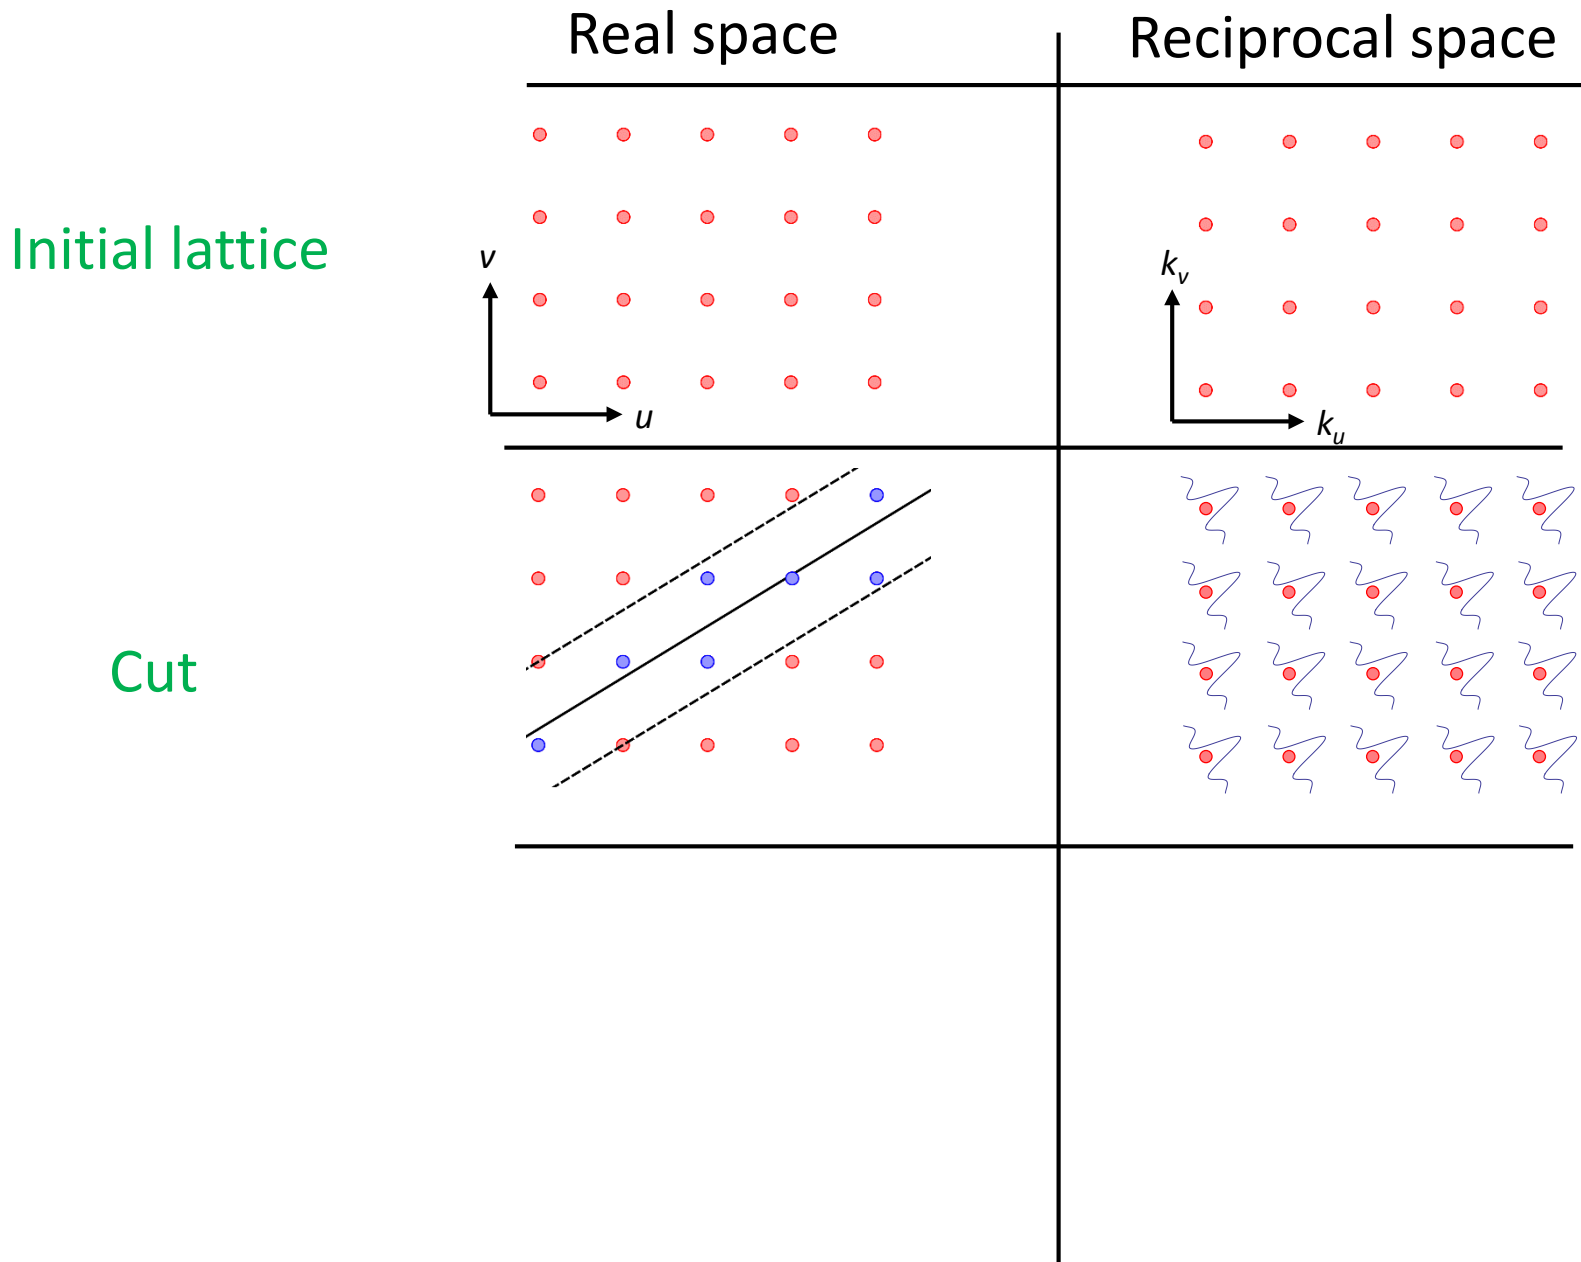 Real space
Reciprocal space
Initial lattice
v
u
k_v
k_u
Cut